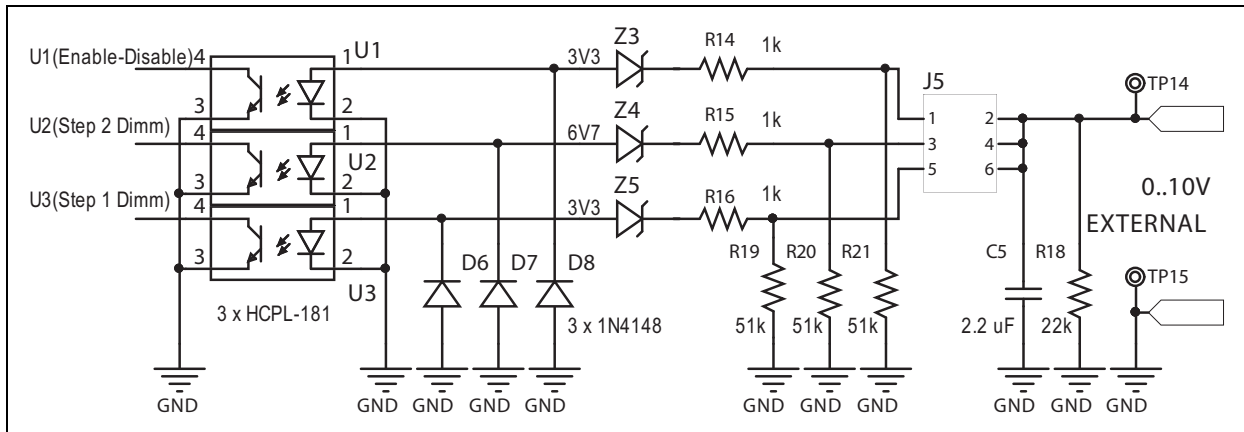 U1(Enable-Disable) 4 1 U1 3V3 Z3 R14 1k
J5 TP14
3 2 1 2
U2(Step 2 Dimm) 4 1 6V7 Z4 R15 1k 3 4
U2 5 6
3 2
U3(Step 1 Dimm) 4 1 3V3 Z5 R16 1k
0..10V
EXTERNAL
3 2 D6 D7 D8 R19 R20 R21 C5 R18 TP15
U3
3 x HCPL-181 3 x 1N4148 51k 51k 51k 2.2 uF 22k
GND GND GND GND GND GND GND GND GND GND GND